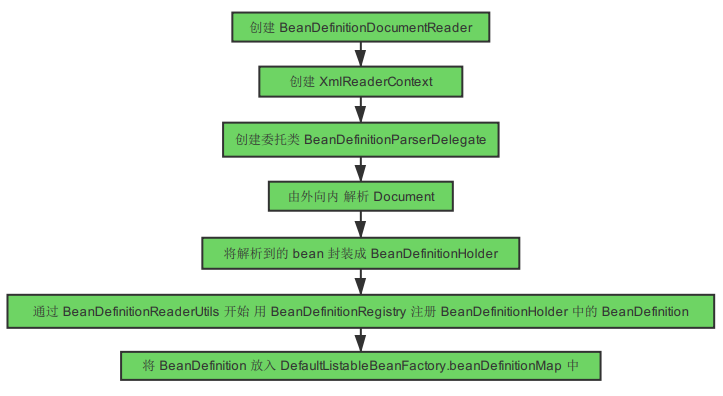 创建 BeanDefinitionDocumentReader
创建 XmlReaderContext
创建委托类 BeanDefinitionParserDelegate
由外向内 解析 Document
将解析到的 bean 封装成 BeanDefinitionHolder
通过 BeanDefinitionReaderUtils 开始 用 BeanDefinitionRegistry 注册 BeanDefinitionHolder 中的 BeanDefinition
将 BeanDefinition 放入 DefaultListableBeanFactory.beanDefinitionMap 中